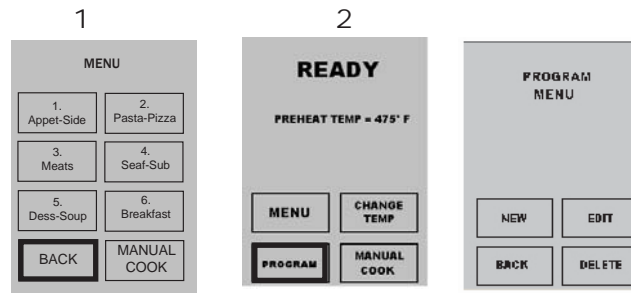 1
MENU
1.
Appet-Side
2.
Pasta-Pizza
3.
Meats
4.
Seaf-Sub
5.
Dess-Soup
6.
Breakfast
BACK
MANUAL
COOK
2
READY
PREHEAT TEMP = 475° F
MENU
CHANGE
TEMP
PROGRAM
MANUAL
COOK
PROGRAM
MENU
NEW
EDIT
BACK
DELETE